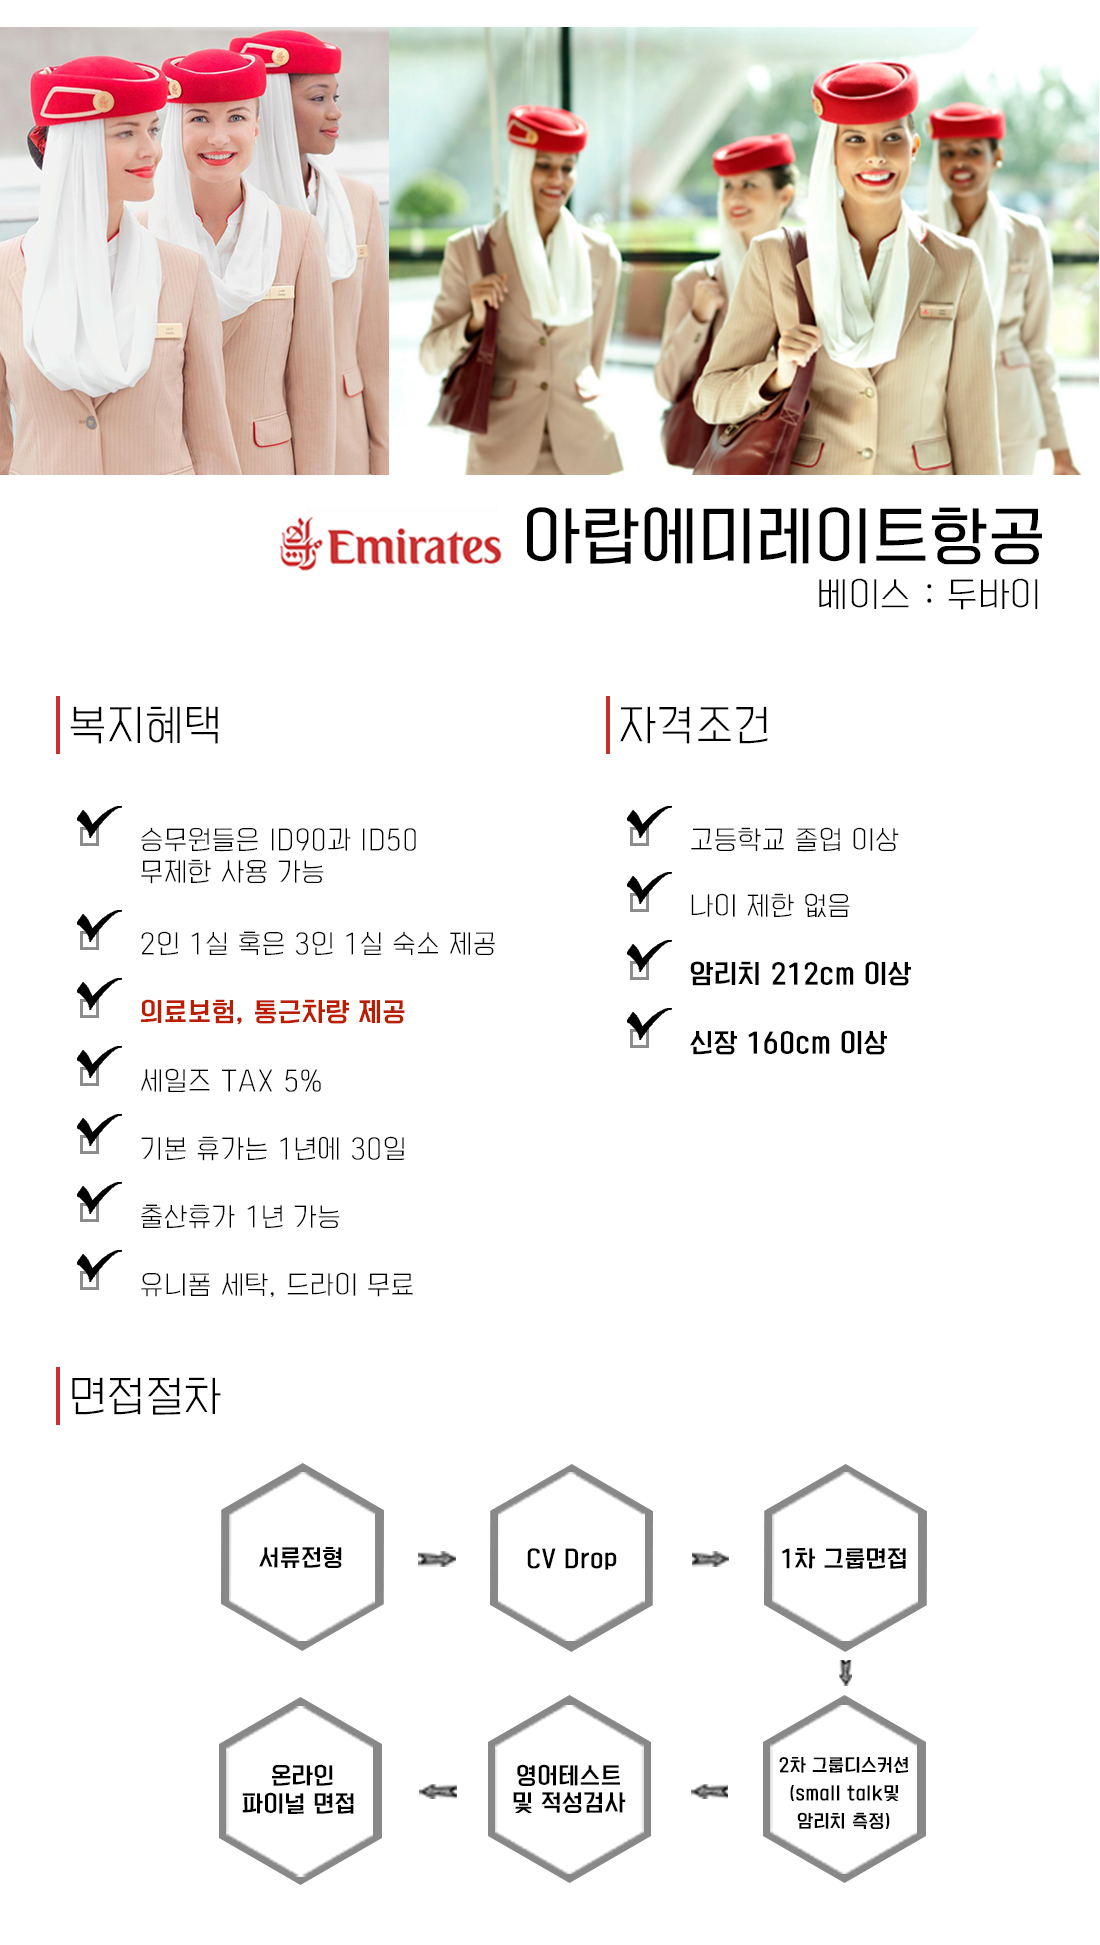 Emirates 아랍에미레이트항공
베이스 : 두바이
복지혜택
승무원들은 ID90과 ID50
무제한 사용 가능
2인 1실 혹은 3인 1실 숙소 제공
의료보험, 통근차량 제공
세일즈 TAX 5%
기본 휴가는 1년에 30일
출산휴가 1년 가능
유니폼 세탁, 드라이 무료
자격조건
고등학교 졸업 이상
나이 제한 없음
암리치 212cm 이상
신장 160cm 이상
면접절차
서류전형
CV Drop
1차 그룹면접
2차 그룹디스커션
(small talk및
암리치 측정)
영어테스트
및 적성검사
온라인
파이널 면접